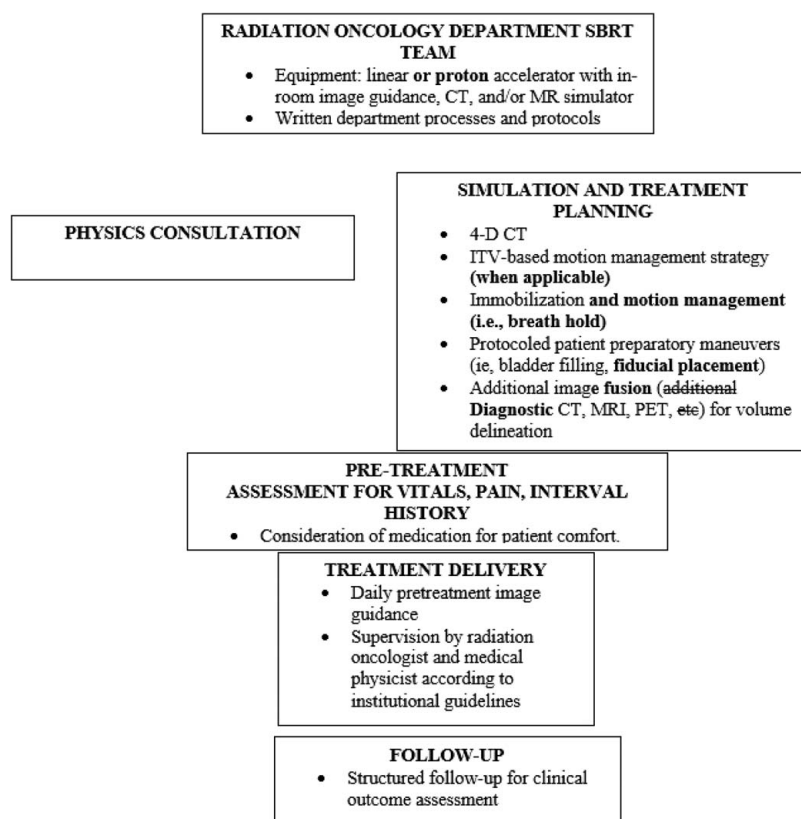 RADIATION ONCOLOGY DEPARTMENT SBRT
TEAM
• Equipment: linear or proton accelerator with in-
room image guidance, CT, and/or MR simulator
• Written department processes and protocols
PHYSICS CONSULTATION
SIMULATION AND TREATMENT
PLANNING
• 4-D CT
• ITV-based motion management strategy
(when applicable)
• Immobilization and motion management
(i.e., breath hold)
• Protocoled patient preparatory maneuvers
(ie, bladder filling, fiducial placement)
• Additional image fusion (additional
Diagnostic CT, MRI, PET, etc) for volume
delineation
PRE-TREATMENT
ASSESSMENT FOR VITALS, PAIN, INTERVAL
HISTORY
• Consideration of medication for patient comfort.
TREATMENT DELIVERY
• Daily pretreatment image
guidance
• Supervision by radiation
oncologist and medical
physicist according to
institutional guidelines
FOLLOW-UP
• Structured follow-up for clinical
outcome assessment